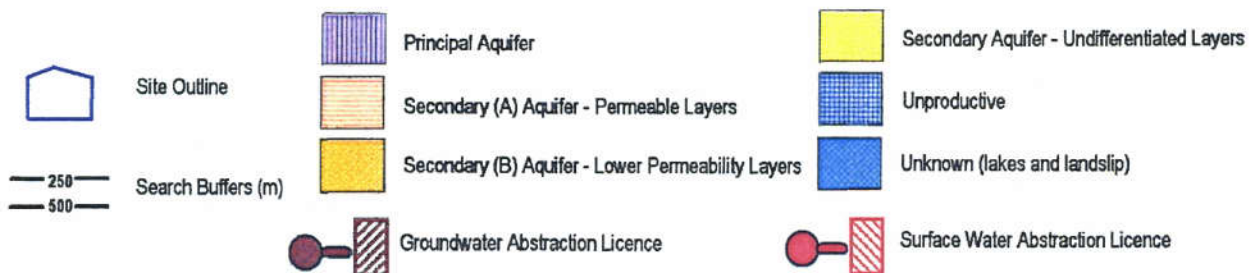 Site Outline
250
500
Search Buffers (m)
Principal Aquifer
Secondary (A) Aquifer - Permeable Layers
Secondary (B) Aquifer - Lower Permeability Layers
Groundwater Abstraction Licence
Secondary Aquifer - Undifferentiated Layers
Unproductive
Unknown (lakes and landslip)
Surface Water Abstraction Licence